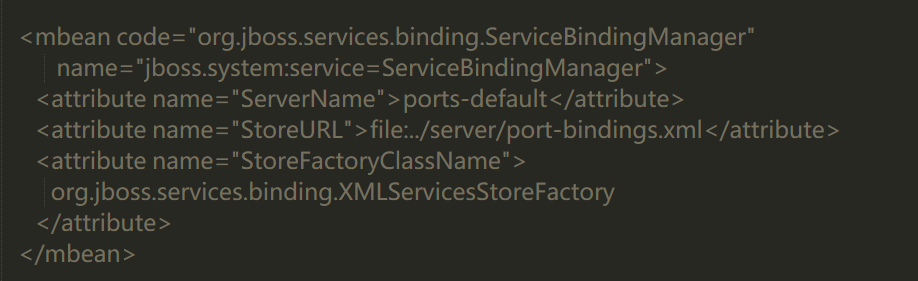 <mbean code="org.jboss.services.binding.ServiceBindingManager"
name="jboss.system:service=ServiceBindingManager">
<attribute name="ServerName">ports-default</attribute>
<attribute name="StoreURL">file:../server/port-bindings.xml</attribute>
<attribute name="StoreFactoryClassName">
org.jboss.services.binding.XMLServicesStoreFactory
</attribute>
</mbean>